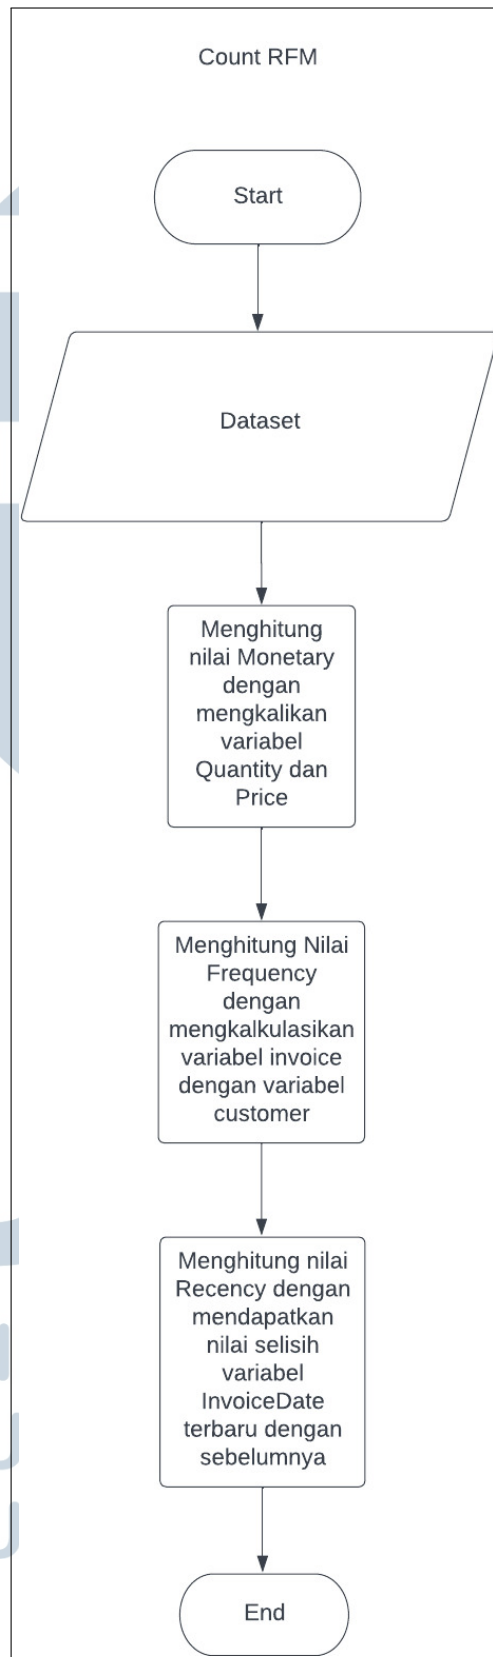 Count RFM
Start
Dataset
Menghitung
nilai Monetary
dengan
mengkalikan
variabel
Quantity dan
Price
Menghitung Nilai
Frequency
dengan
mengkalkulasikan
variabel invoice
dengan variabel
customer
Menghitung nilai
Recency dengan
mendapatkan
nilai selisih
variabel
InvoiceDate
terbaru dengan
sebelumnya
End